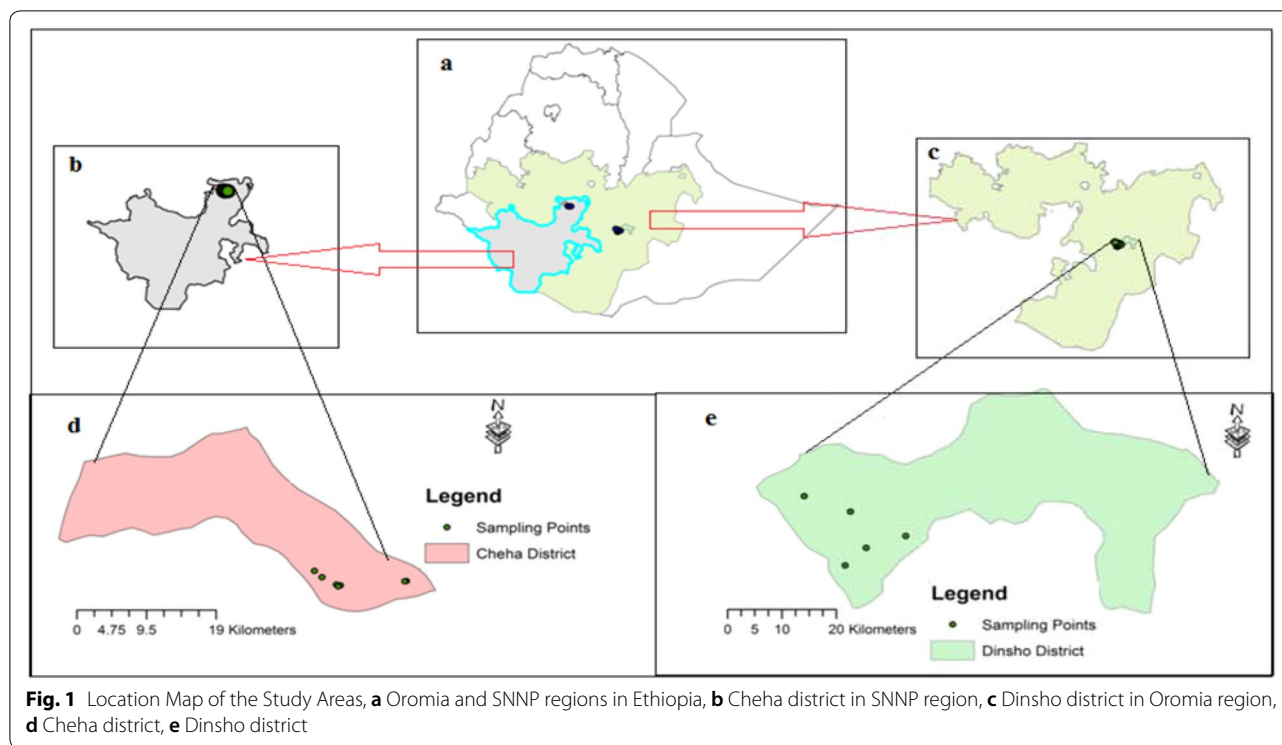 a
b
c
d
N
Legend
Sampling Points
Cheha District
0 4.75 9.5 19 Kilometers
e
N
Legend
Sampling Points
Dinsho District
0 5 10 20 Kilometers
Fig. 1 Location Map of the Study Areas, a Oromia and SNNP regions in Ethiopia, b Cheha district in SNNP region, c Dinsho district in Oromia region,
d Cheha district, e Dinsho district